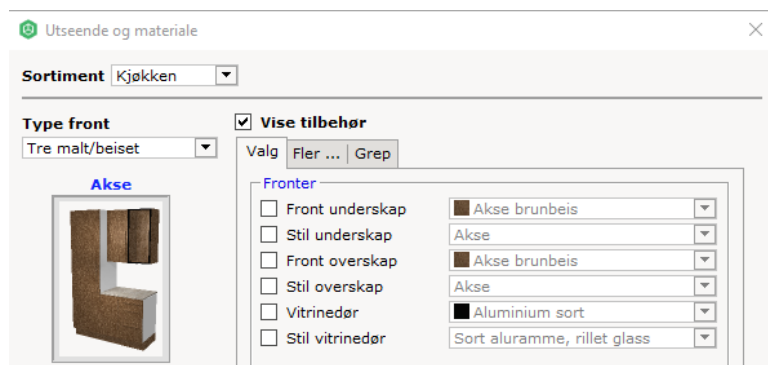 Utseende og materiale
Sortiment Kjøkken
Type front
Tre malt/beiset
Akse
Vise tilbehør
Valg Fler ... Grep
Fronter
Front underskap Akse brunbeis
Stil underskap Akse
Front overskap Akse brunbeis
Stil overskap Akse
Vitrinedør Aluminium sort
Stil vitrinedør Sort aluramme, rillet glass